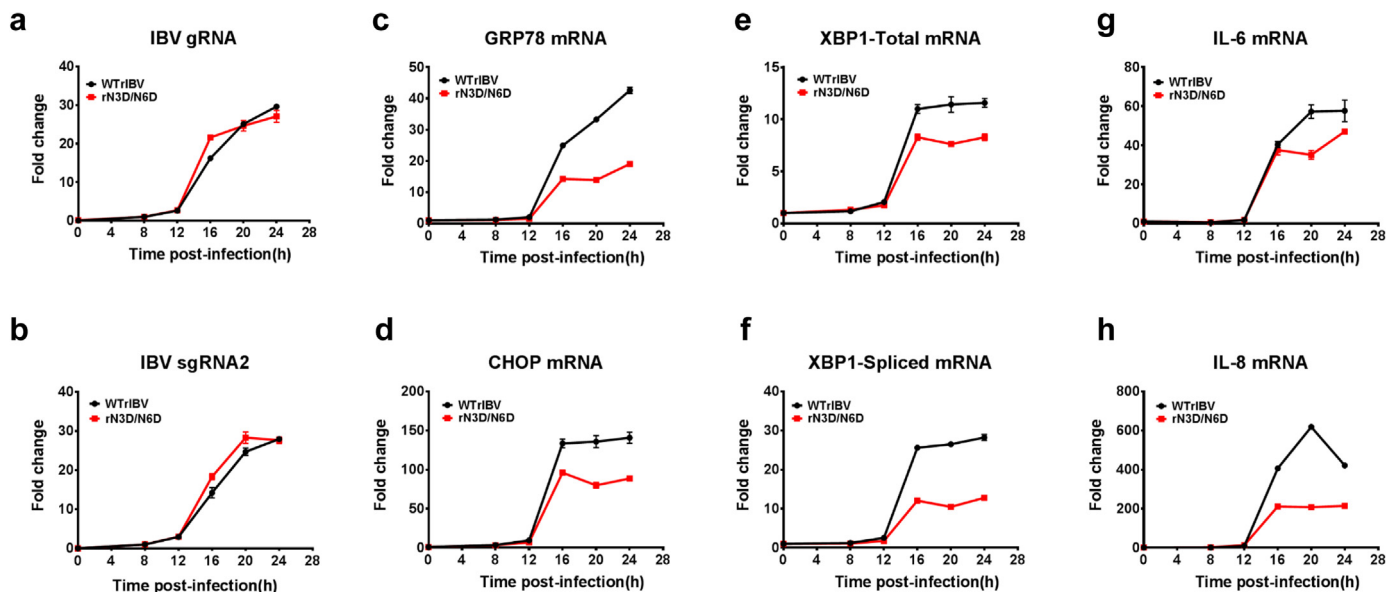 a
IBV gRNA
Fold change
40
30
20
10
0
WTrIBV
rN3D/N6D
0 4 8 12 16 20 24 28
Time post-infection(h)
c
GRP78 mRNA
Fold change
50
40
30
20
10
0
WTrIBV
rN3D/N6D
0 4 8 12 16 20 24 28
Time post-infection(h)
e
XBP1-Total mRNA
Fold change
15
10
5
0
WTrIBV
rN3D/N6D
0 4 8 12 16 20 24 28
Time post-infection(h)
g
IL-6 mRNA
Fold change
80
60
40
20
0
WTrIBV
rN3D/N6D
0 4 8 12 16 20 24 28
Time post-infection(h)
b
IBV sgRNA2
Fold change
40
30
20
10
0
WTrIBV
rN3D/N6D
0 4 8 12 16 20 24 28
Time post-infection(h)
d
CHOP mRNA
Fold change
200
150
100
50
0
WTrIBV
rN3D/N6D
0 4 8 12 16 20 24 28
Time post-infection(h)
f
XBP1-Spliced mRNA
Fold change
40
30
20
10
0
WTrIBV
rN3D/N6D
0 4 8 12 16 20 24 28
Time post-infection(h)
h
IL-8 mRNA
Fold change
800
600
400
200
0
WTrIBV
rN3D/N6D
0 4 8 12 16 20 24 28
Time post-infection(h)